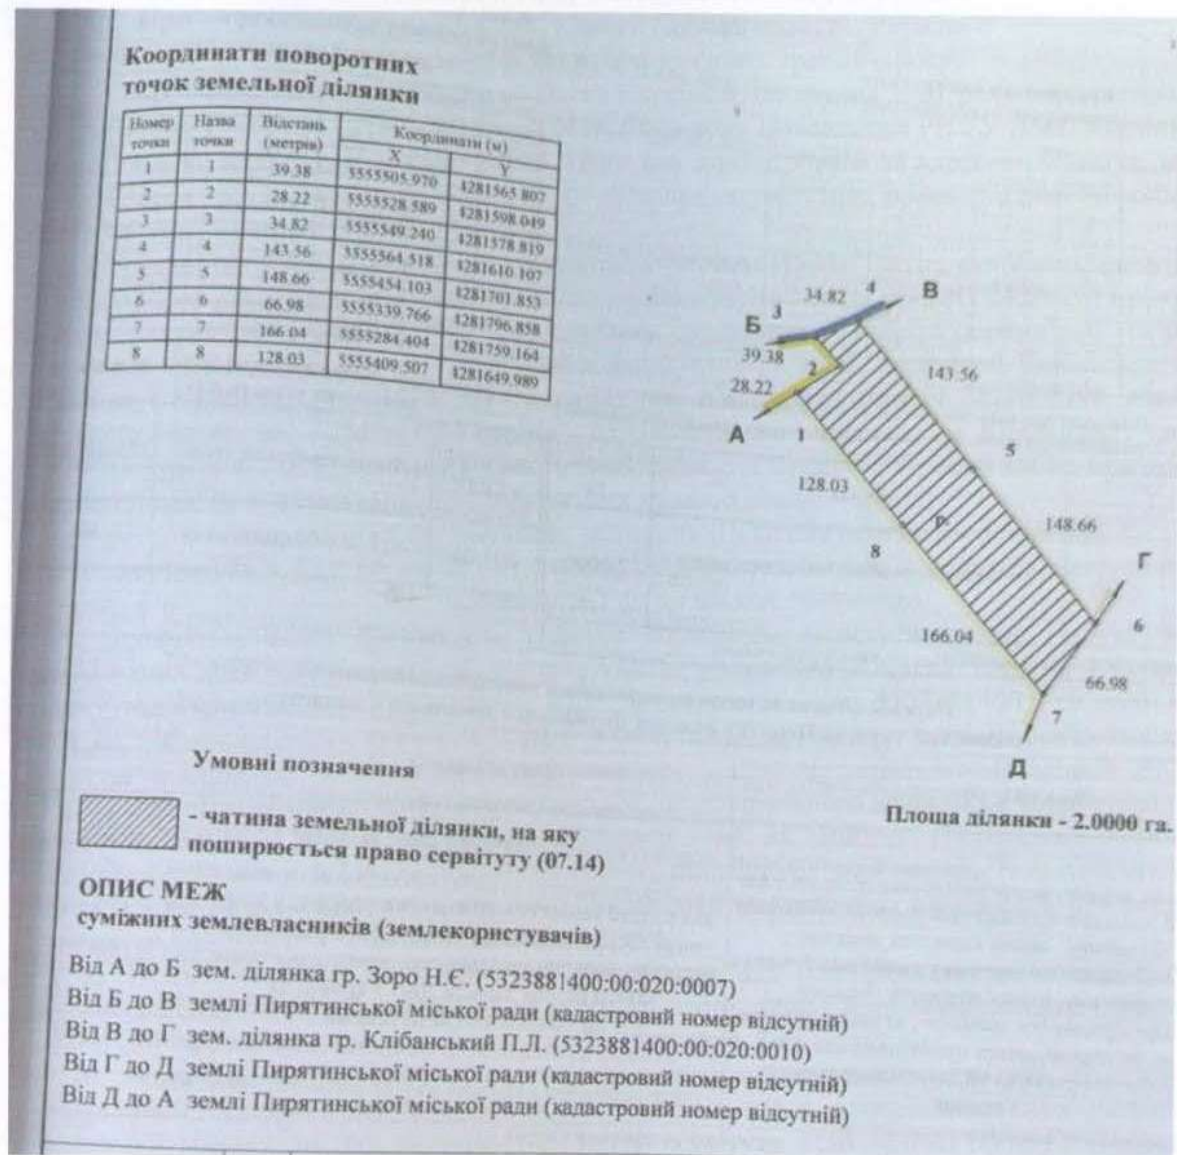 Координати поворотних
точок земельної ділянки
Номер точки Назва точки Відстань (метрів) Координати (м)
X Y
1 1 39.38 5555505.970 4281565.807
2 2 28.22 5555528.589 4281598.049
3 3 34.82 5555549.240 4281578.819
4 4 143.56 5555564.518 4281610.107
5 5 148.66 5555454.103 4281701.853
6 6 66.98 5555339.766 4281796.858
7 7 166.04 5555284.404 4281759.164
8 8 128.03 5555409.507 4281649.989
34.82 4 В
3
Б
39.38
2
28.22
143.56
А
1
5
128.03
148.66
Р-
8
Г
6
166.04
66.98
7
Д
Площа ділянки - 2.0000 га.
Умовні позначення
- чатина земельної ділянки, на яку
поширюється право сервітуту (07.14)
ОПИС МЕЖ
суміжних землевласників (землекористувачів)
Від А до Б зем. ділянка гр. Зоро Н.Є. (5323881400:00:020:0007)
Від Б до В землі Пирятинської міської ради (кадастровий номер відсутній)
Від В до Г зем. ділянка гр. Клібанський П.Л. (5323881400:00:020:0010)
Від Г до Д землі Пирятинської міської ради (кадастровий номер відсутній)
Від Д до А землі Пирятинської міської ради (кадастровий номер відсутній)